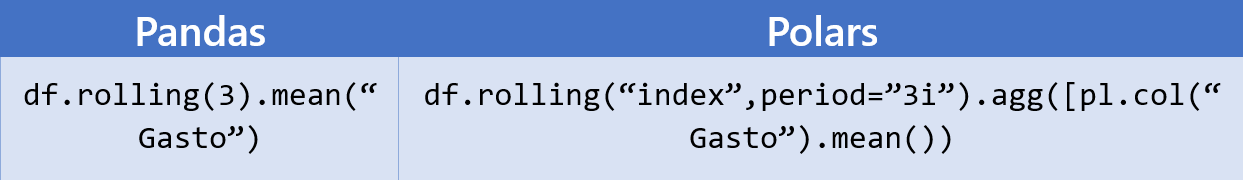 Pandas
Polars
df.rolling(3).mean(“
Gasto”)
df.rolling(“index”,period=”3i”).agg([pl.col(“
Gasto”).mean())